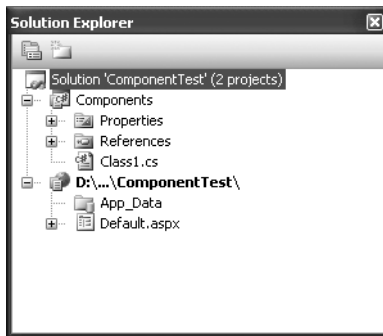 Solution Explorer
Solution 'ComponentTest' (2 projects)
Components
Properties
References
Class1.cs
D:\...\ComponentTest\
App_Data
Default.aspx